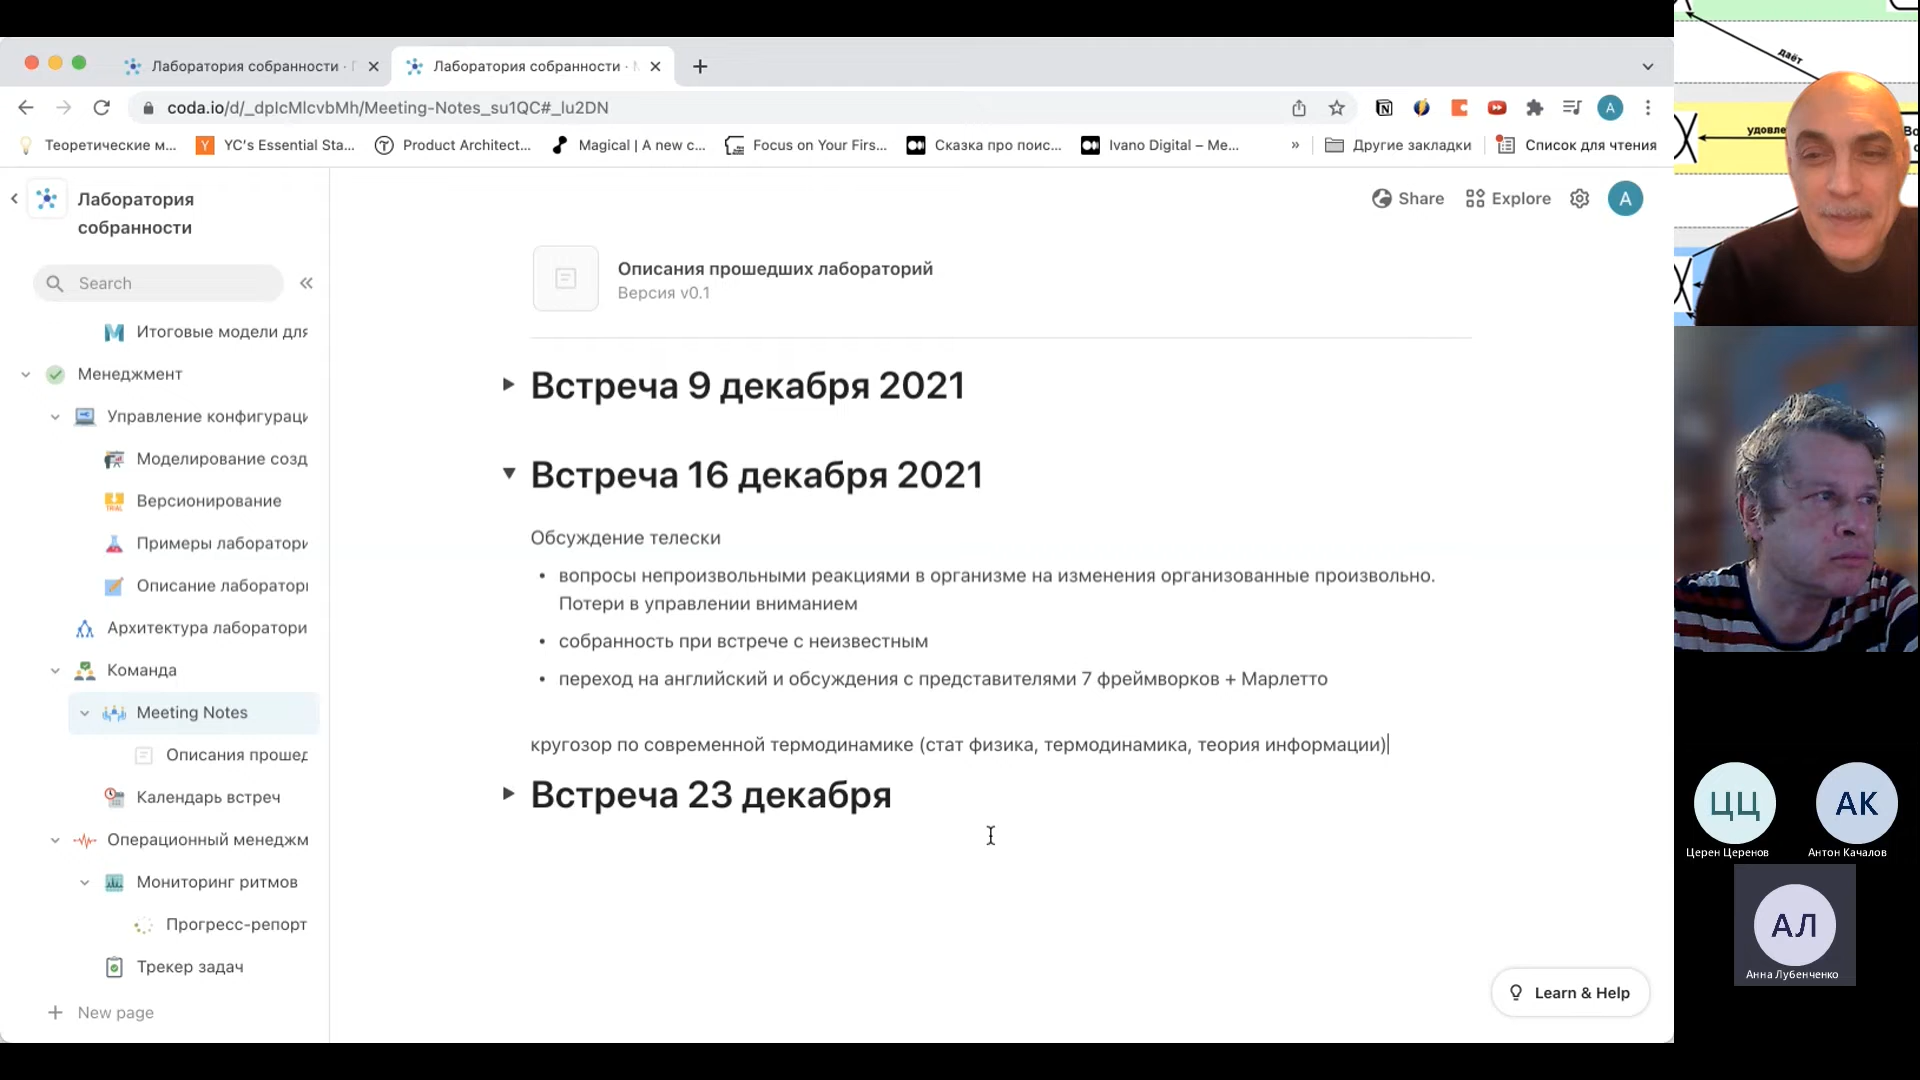 Лаборатория собранности ·
Лаборатория собранности ·
coda.io/d/_dplcMlcvbMh/Meeting-Notes_su1QC#_lu2DN
A
Теоретические м...
YC's Essential Sta...
Product Architect...
Magical | A new c...
Focus on Your Firs...
Сказка про поис...
Ivano Digital – Me...
»
Другие закладки
Список для чтения
Лаборатория
собранности
Search
Итоговые модели для
Менеджмент
Управление конфигураци
Моделирование созд
Версионирование
Примеры лаборатори
Описание лаборатори
Архитектура лаборатори
Команда
Meeting Notes
Описания прошед
Календарь встреч
Операционный менеджм
Мониторинг ритмов
Прогресс-репорт
Трекер задач
New page
Share
Explore
A
Описания прошедших лабораторий
Версия v0.1
Встреча 9 декабря 2021
Встреча 16 декабря 2021
Обсуждение телески
• вопросы непроизвольными реакциями в организме на изменения организованные произвольно.
Потери в управлении вниманием
• собранность при встрече с неизвестным
• переход на английский и обсуждения с представителями 7 фреймворков + Марлетто
кругозор по современной термодинамике (стат физика, термодинамика, теория информации)
Встреча 23 декабря
Learn & Help
даёт
удовле
ЦЦ
Церен Церенов
АК
Антон Качалов
АЛ
Анна Лубенченко